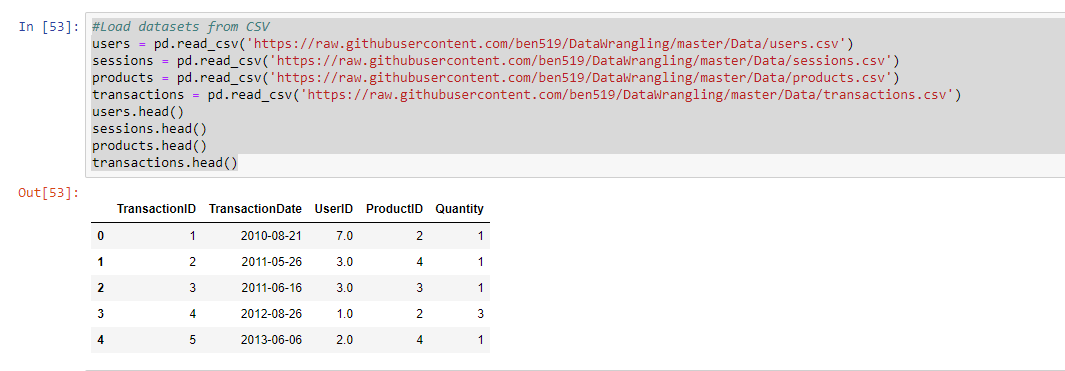 In [53]: #Load datasets from CSV
users = pd.read_csv('https://raw.githubusercontent.com/ben519/DataWrangling/master/Data/users.csv')
sessions = pd.read_csv('https://raw.githubusercontent.com/ben519/DataWrangling/master/Data/sessions.csv')
products = pd.read_csv('https://raw.githubusercontent.com/ben519/DataWrangling/master/Data/products.csv')
transactions = pd.read_csv('https://raw.githubusercontent.com/ben519/DataWrangling/master/Data/transactions.csv')
users.head()
sessions.head()
products.head()
transactions.head()
Out[53]:
TransactionID TransactionDate UserID ProductID Quantity
0 1 2010-08-21 7.0 2 1
1 2 2011-05-26 3.0 4 1
2 3 2011-06-16 3.0 3 1
3 4 2012-08-26 1.0 2 3
4 5 2013-06-06 2.0 4 1